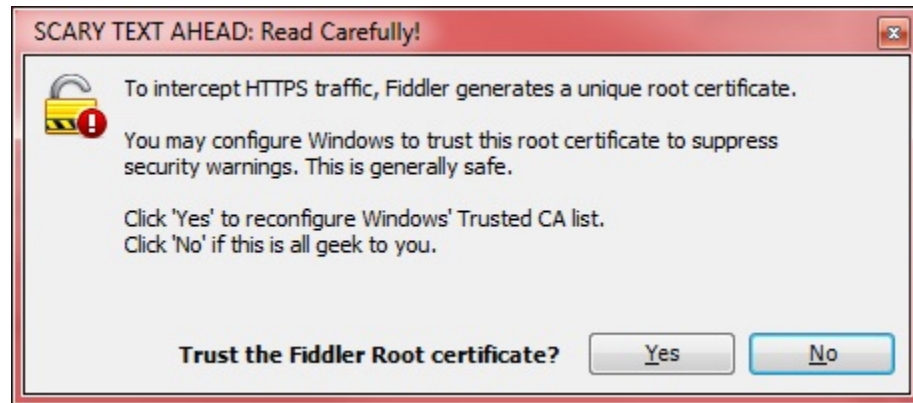 SCARY TEXT AHEAD: Read Carefully!
To intercept HTTPS traffic, Fiddler generates a unique root certificate.
You may configure Windows to trust this root certificate to suppress
security warnings. This is generally safe.
Click 'Yes' to reconfigure Windows' Trusted CA list.
Click 'No' if this is all geek to you.
Trust the Fiddler Root certificate? Yes No